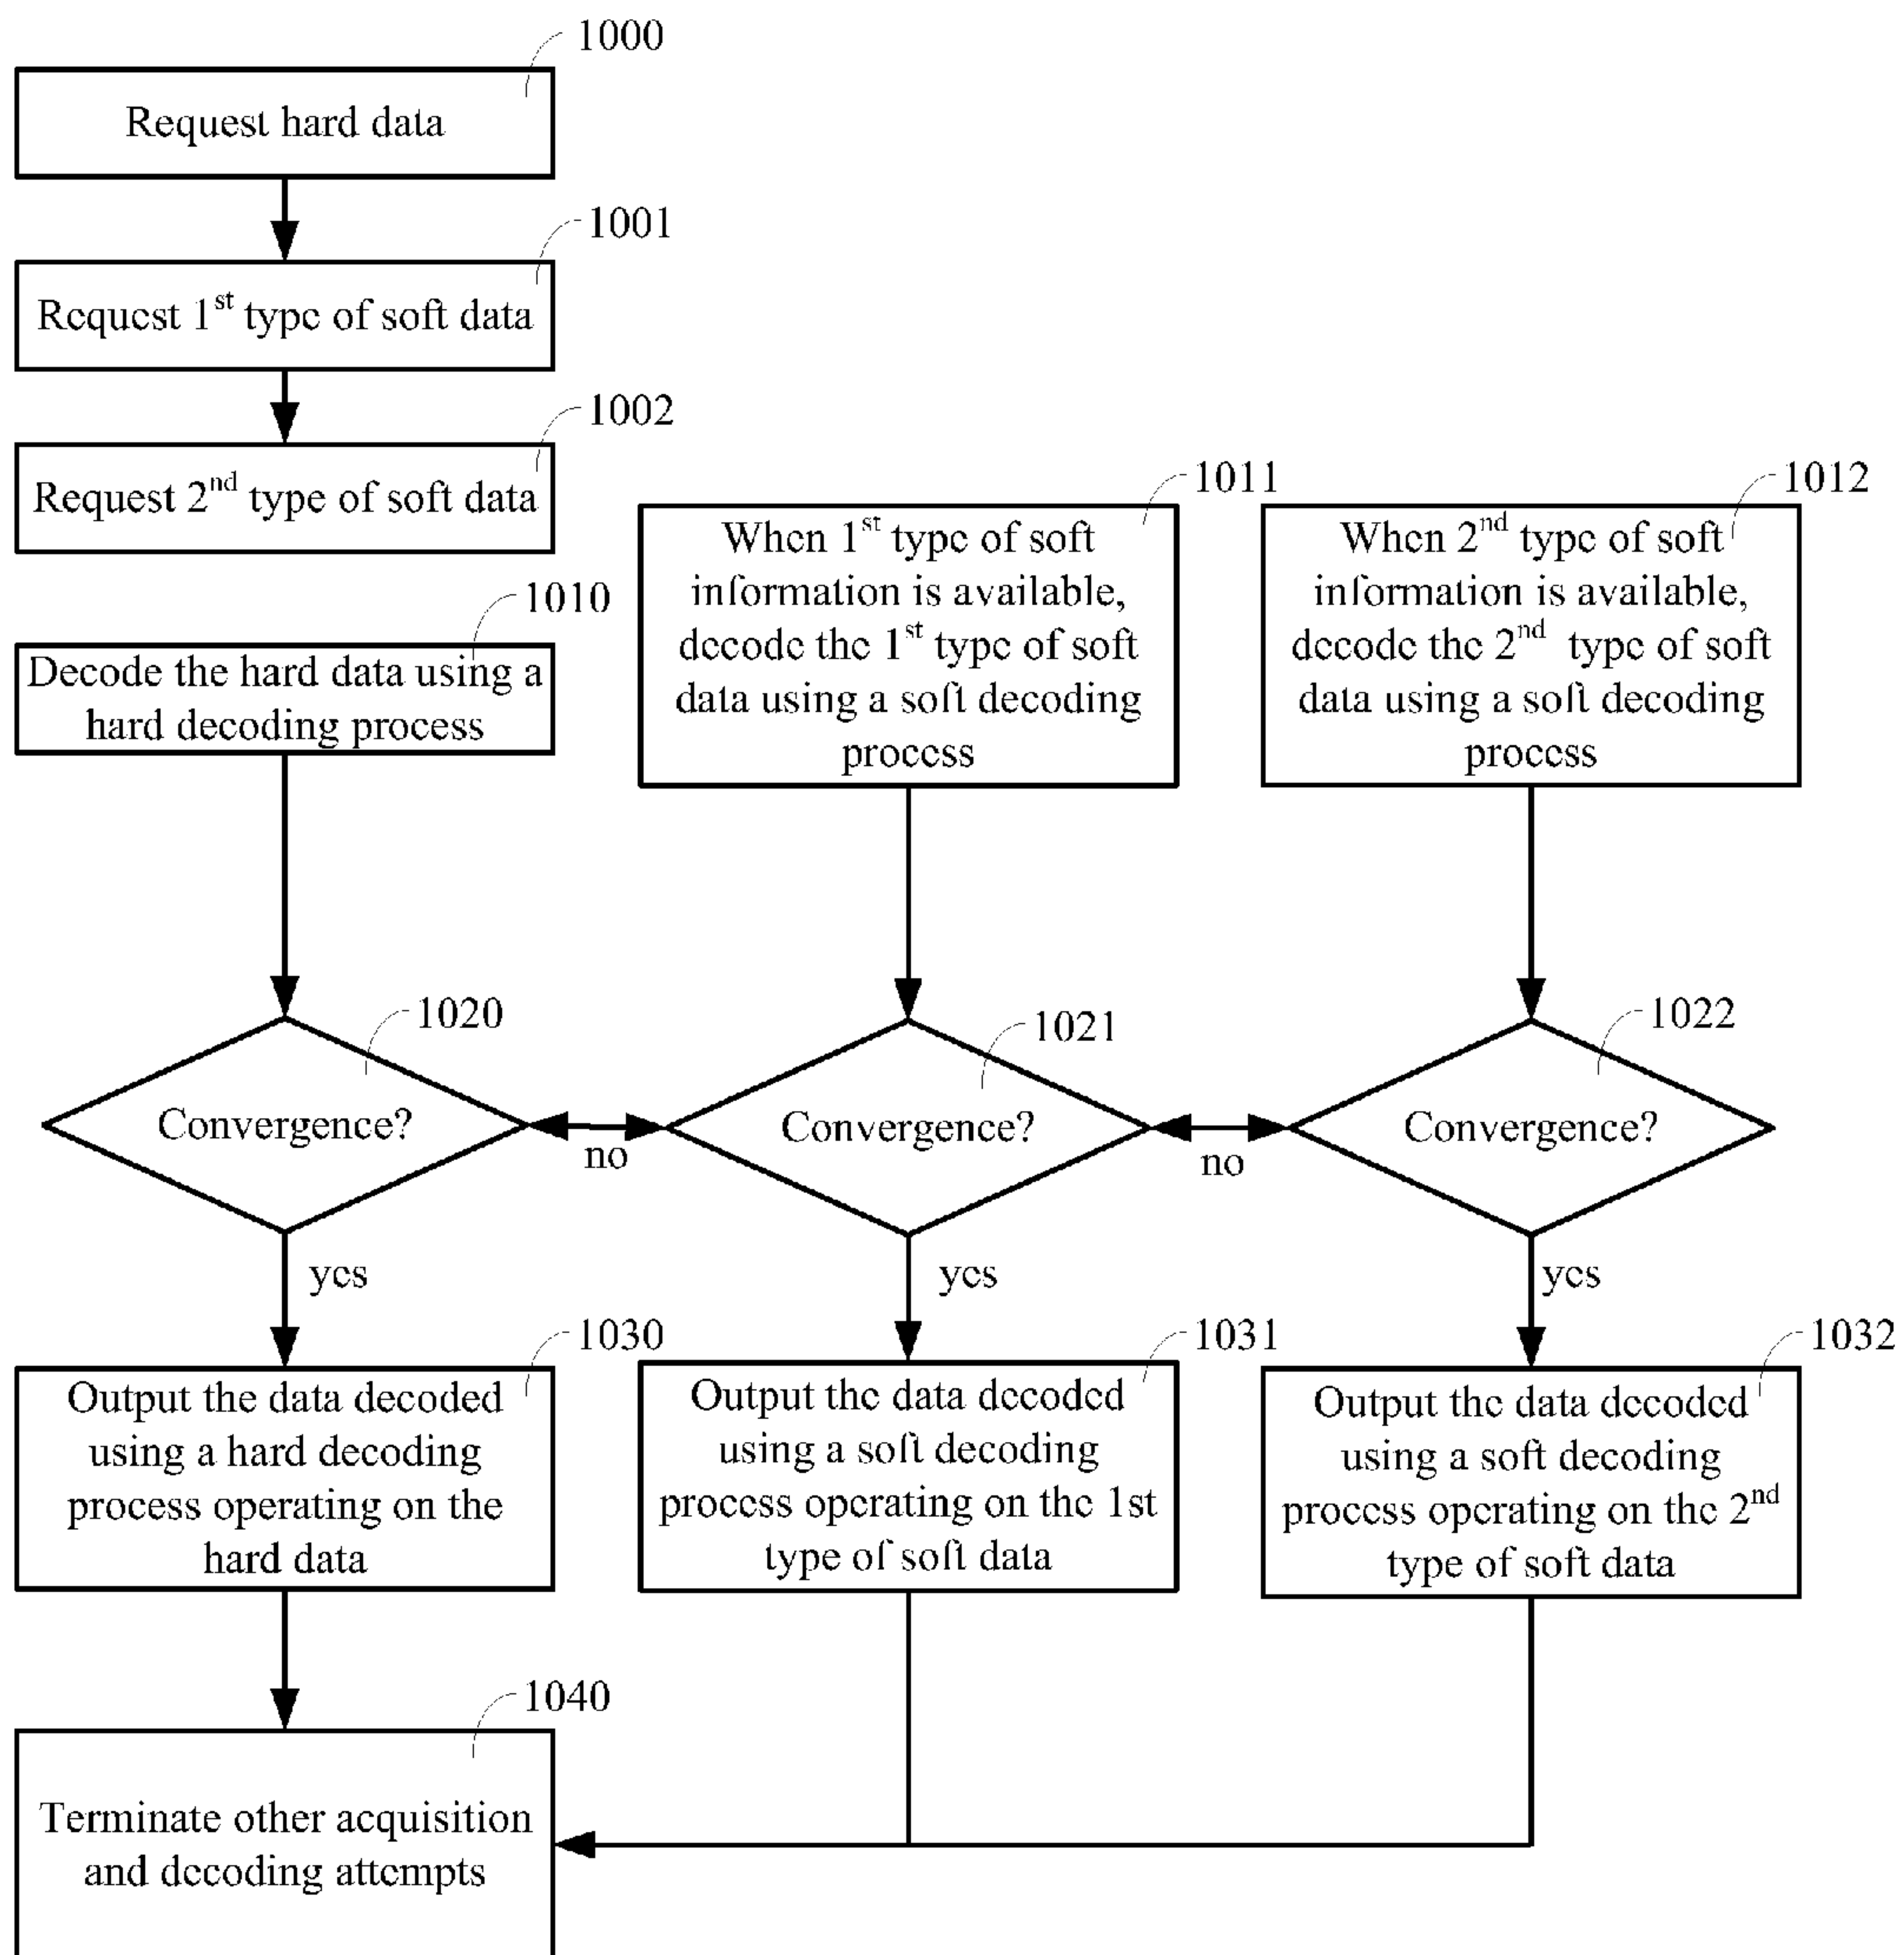 1000
Request hard data
1001
Request 1st type of soft data
1002
Request 2nd type of soft data
1010
Decode the hard data using a
hard decoding process
1011
When 1st type of soft
information is available,
decode the 1st type of soft
data using a soft decoding
process
1012
When 2nd type of soft
information is available,
decode the 2nd type of soft
data using a soft decoding
process
1020
Convergence?
no
1021
Convergence?
no
1022
Convergence?
yes
yes
yes
1030
Output the data decoded
using a hard decoding
process operating on the
hard data
1031
Output the data decoded
using a soft decoding
process operating on the 1st
type of soft data
1032
Output the data decoded
using a soft decoding
process operating on the 2nd
type of soft data
1040
Terminate other acquisition
and decoding attempts